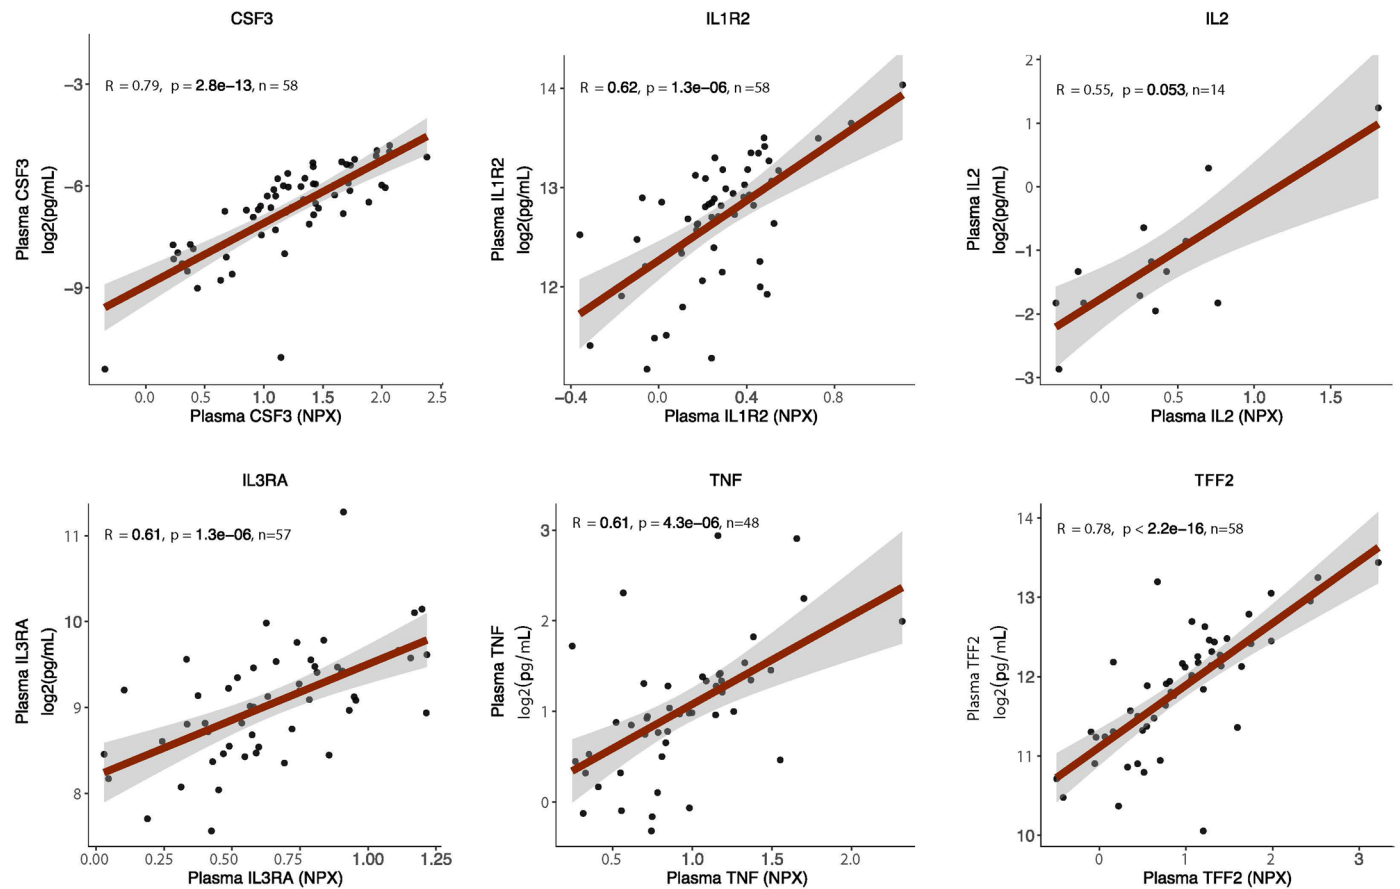 CSF3
R = 0.79, p = 2.8e−13, n = 58
Plasma CSF3
log2(pg/mL)
−3
−6
−9
0.0 0.5 1.0 1.5 2.0 2.5
Plasma CSF3 (NPX)
IL1R2
R = 0.62, p = 1.3e−06, n=58
Plasma IL1R2
log2(pg/mL)
14
13
12
−0.4 0.0 0.4 0.8
Plasma IL1R2 (NPX)
IL2
R = 0.55, p = 0.053, n=14
Plasma IL2
log2(pg/mL)
2
1
0
−1
−2
−3
0.0 0.5 1.0 1.5
Plasma IL2 (NPX)
IL3RA
R = 0.61, p = 1.3e−06, n=57
Plasma IL3RA
log2(pg/mL)
11
10
9
8
0.00 0.25 0.50 0.75 1.00 1.25
Plasma IL3RA (NPX)
TNF
R = 0.61, p = 4.3e−06, n=48
Plasma TNF
log2(pg/mL)
3
2
1
0
0.5 1.0 1.5 2.0
Plasma TNF (NPX)
TFF2
R = 0.78, p < 2.2e−16, n=58
Plasma TFF2
log2(pg/mL)
14
13
12
11
10
0 1 2 3
Plasma TFF2 (NPX)